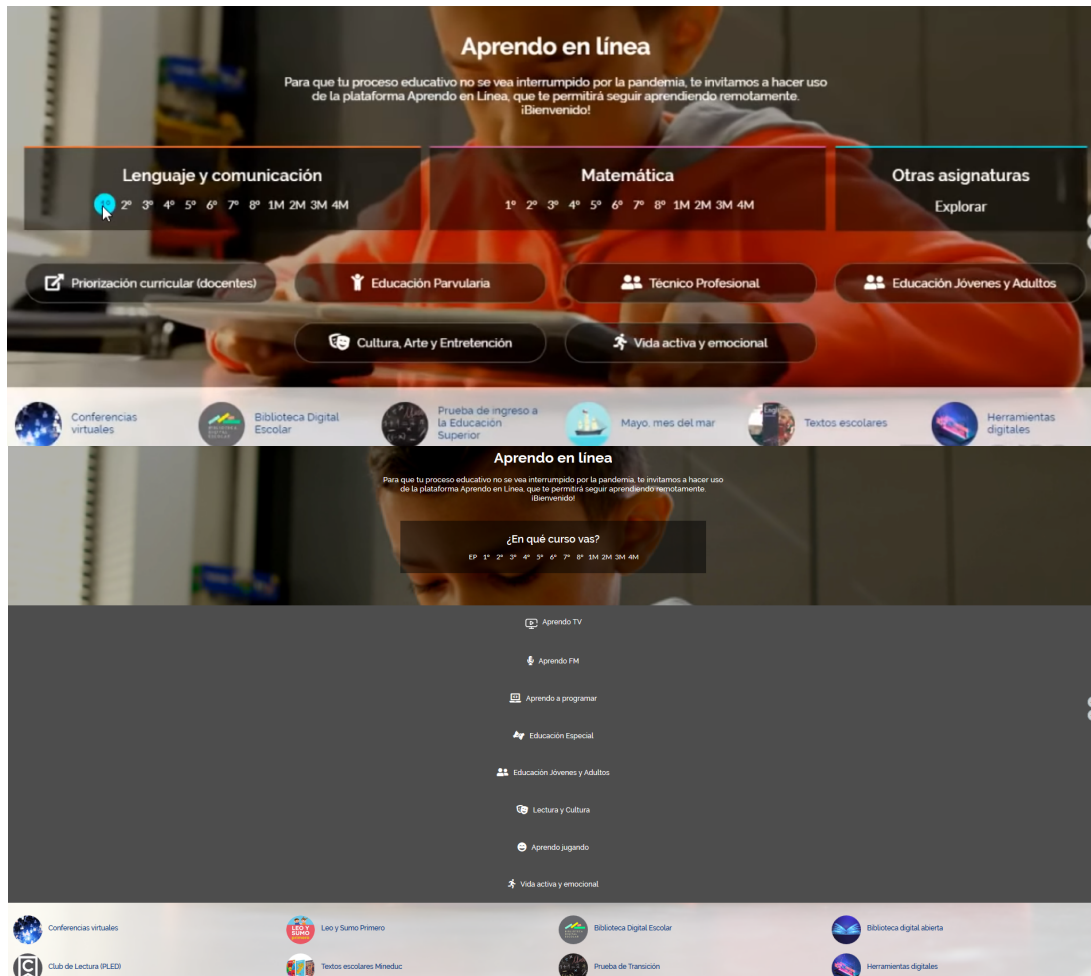 Aprendo en línea
Para que tu proceso educativo no se vea interrumpido por la pandemia, te invitamos a hacer uso
de la plataforma Aprendo en Línea, que te permitirá seguir aprendiendo remotamente.
¡Bienvenido!
Lenguaje y comunicación
1º 2º 3º 4º 5º 6º 7º 8º 1M 2M 3M 4M
Matemática
1º 2º 3º 4º 5º 6º 7º 8º 1M 2M 3M 4M
Otras asignaturas
Explorar
Priorización curricular (docentes)
Educación Parvularia
Técnico Profesional
Educación Jóvenes y Adultos
Cultura, Arte y Entretención
Vida activa y emocional
Conferencias
virtuales
Biblioteca Digital
Escolar
Prueba de ingreso a
la Educación
Superior
Mayo, mes del mar
Textos escolares
Herramientas
digitales
Aprendo en línea
Para que tu proceso educativo no se vea interrumpido por la pandemia, te invitamos a hacer uso
de la plataforma Aprendo en Línea, que te permitirá seguir aprendiendo remotamente.
¡Bienvenido!
¿En qué curso vas?
EP 1º 2º 3º 4º 5º 6º 7º 8º 1M 2M 3M 4M
Aprendo TV
Aprendo FM
Aprendo a programar
Educación Especial
Educación Jóvenes y Adultos
Lectura y Cultura
Aprendo jugando
Vida activa y emocional
Conferencias virtuales
LEO Y
SUMO
Leo y Sumo Primero
Biblioteca Digital Escolar
Biblioteca digital abierta
Club de Lectura (PLED)
Textos escolares Mineduc
Prueba de Transición
Herramientas digitales